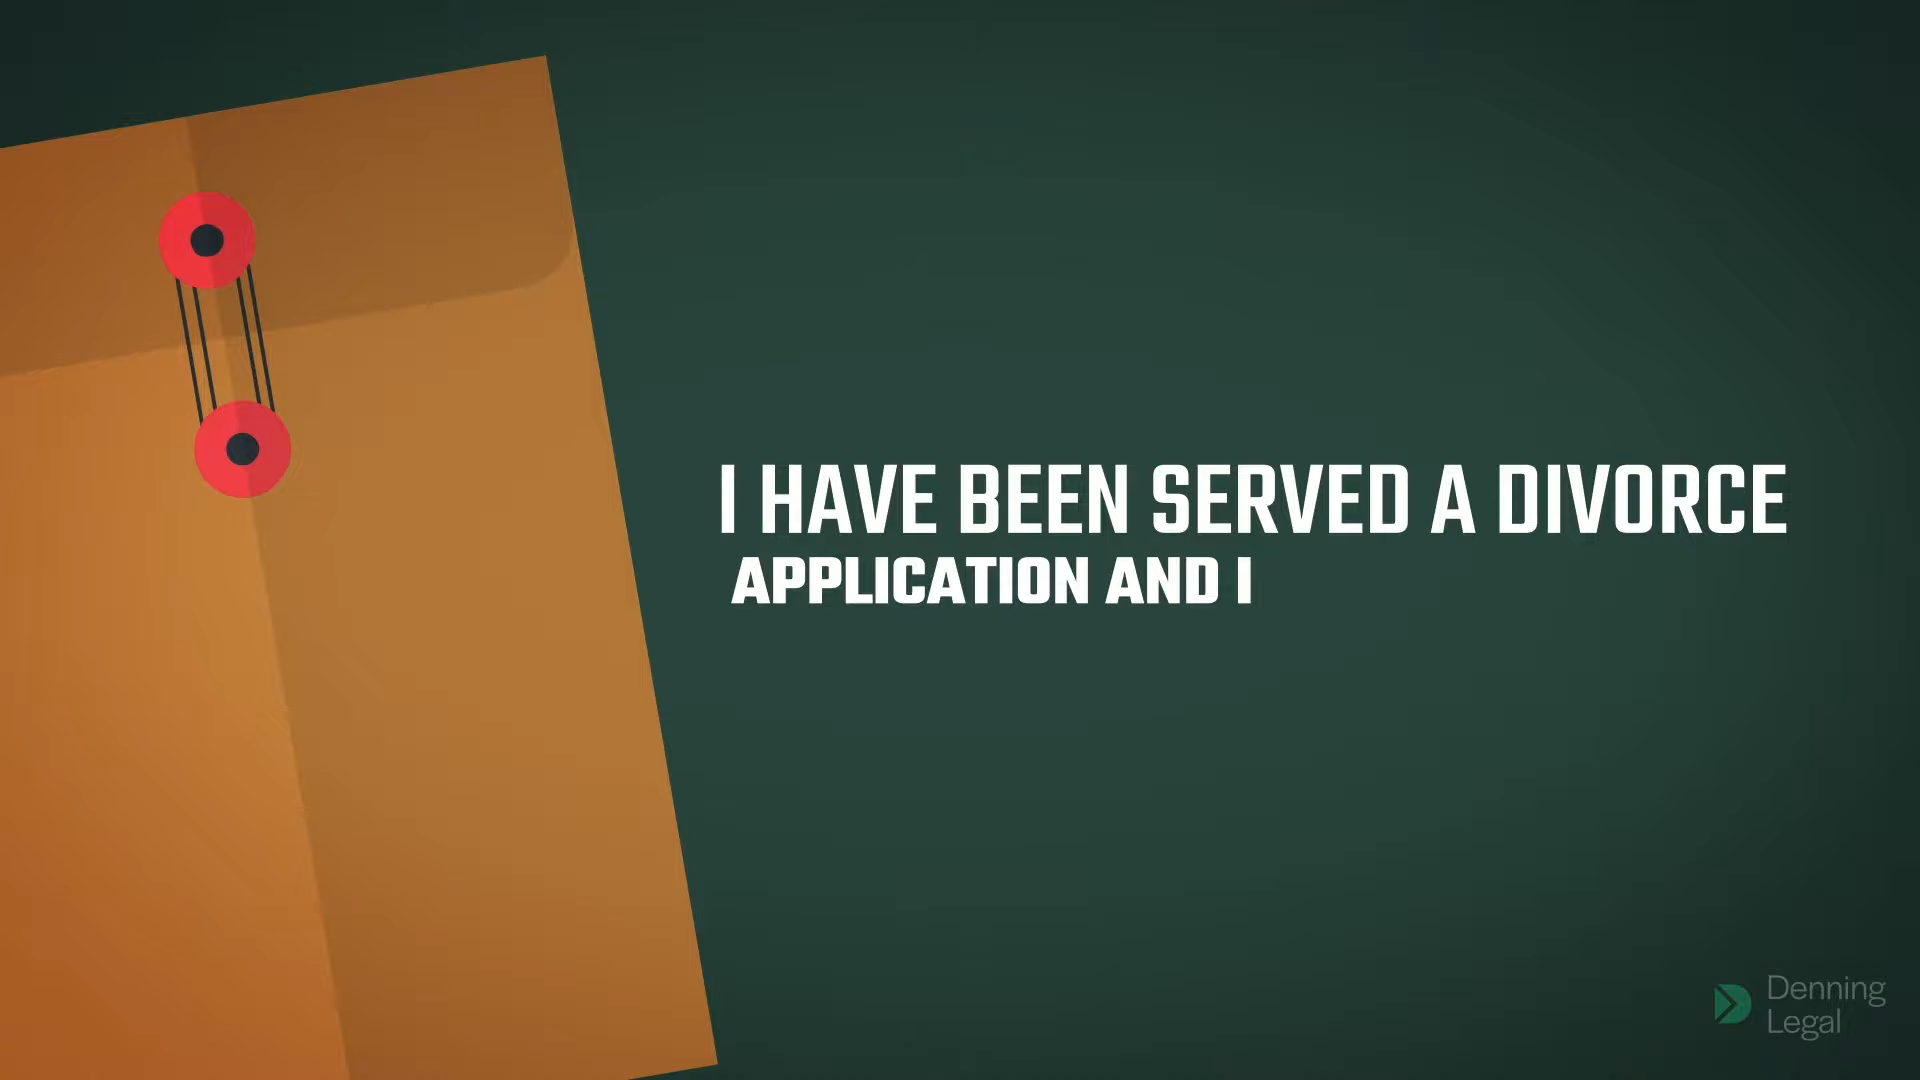 I HAVE BEEN SERVED A DIVORCE
APPLICATION AND I
Denning
Legal